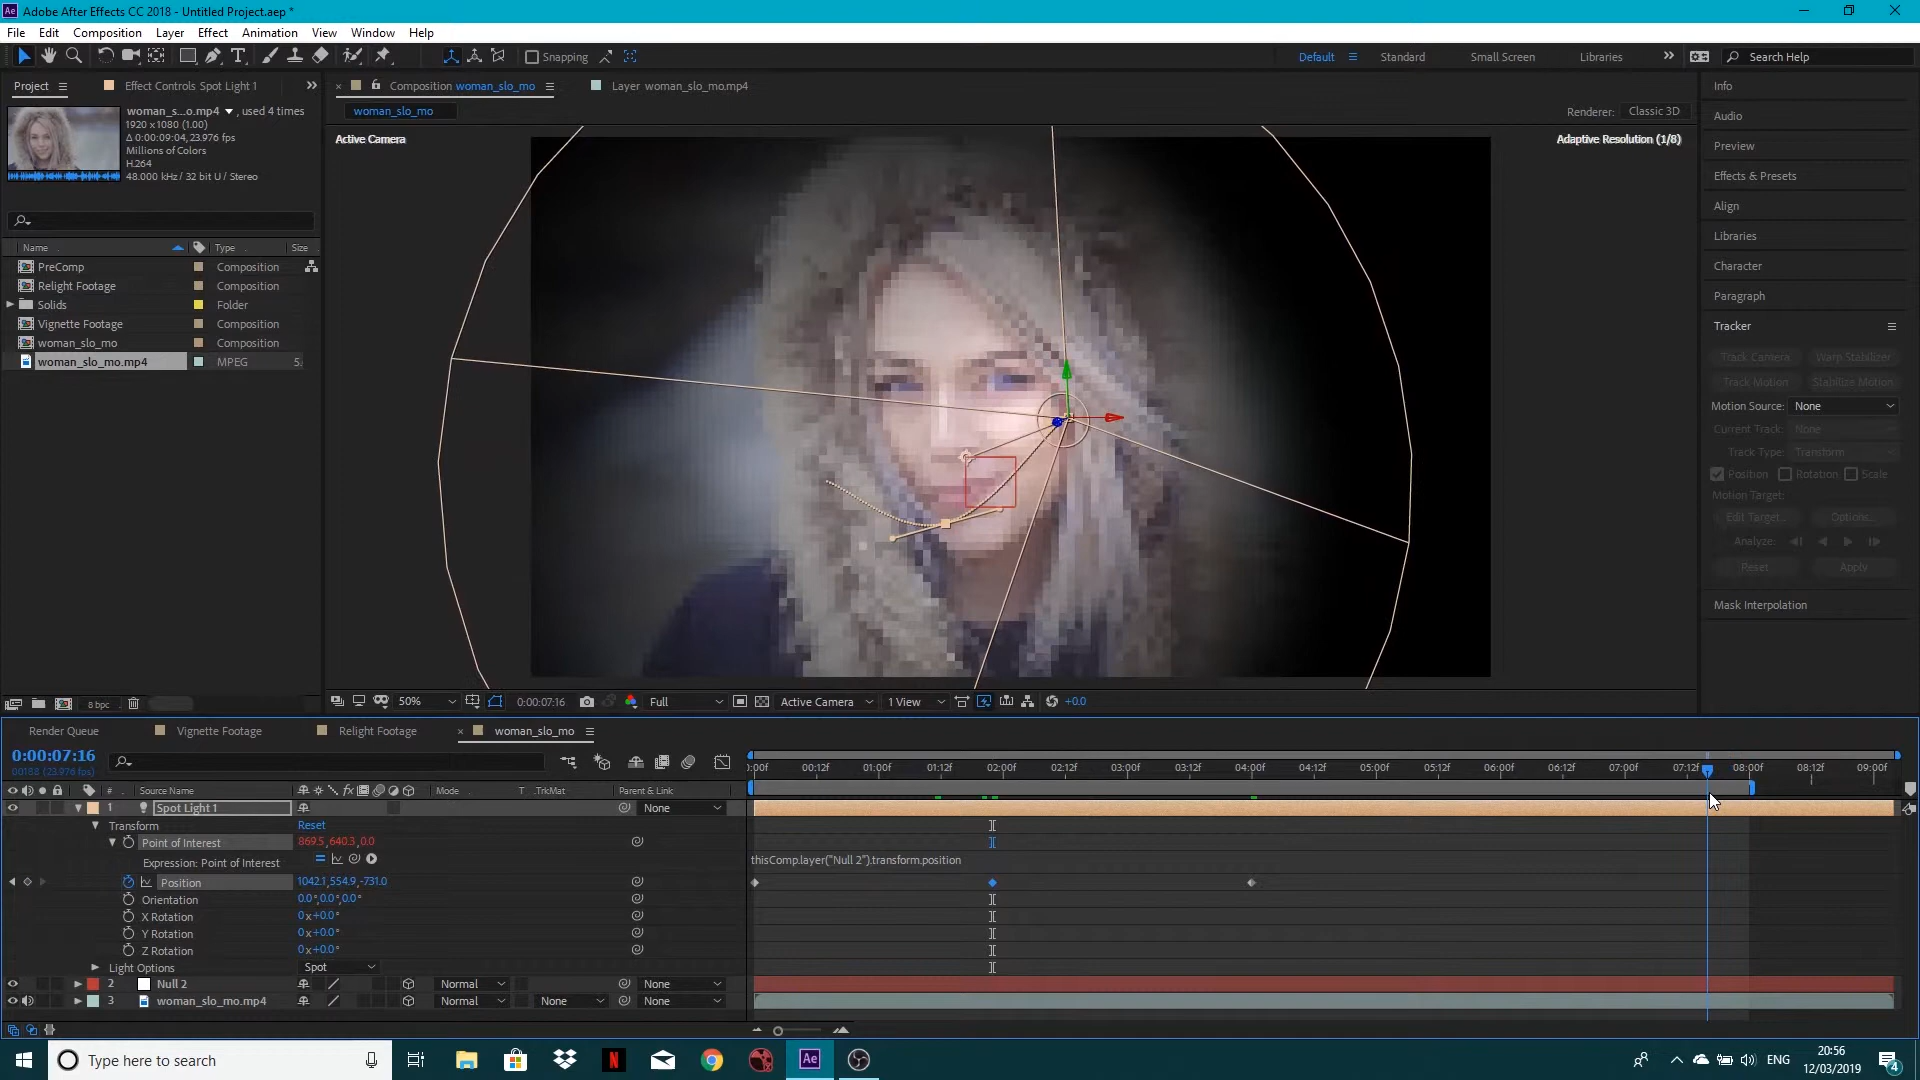 Adobe After Effects CC 2018 - Untitled Project.aep *
File Edit Composition Layer Effect Animation View Window Help
Snapping
Default Standard Small Screen Libraries Search Help
Project Effect Controls Spot Light 1
woman_s...o.mp4 , used 4 times
1920 x 1080 (1.00)
Δ 0:00:09:04, 23.976 fps
Millions of Colors
H.264
48.000 kHz / 32 bit U / Stereo
Name Type Size
PreComp Composition
Relight Footage Composition
Solids Folder
Vignette Footage Composition
woman_slo_mo Composition
woman_slo_mo.mp4 MPEG 5.
8 bpc
Composition woman_slo_mo Layer woman_slo_mo.mp4
woman_slo_mo Renderer: Classic 3D
Active Camera Adaptive Resolution (1/8)
50% 0:00:07:16 Full Active Camera 1 View +0.0
Info
Audio
Preview
Effects & Presets
Align
Libraries
Character
Paragraph
Tracker
Track Camera Warp Stabilizer
Track Motion Stabilize Motion
Motion Source: None
Current Track: None
Track Type: Transform
Position Rotation Scale
Motion Target:
Edit Target... Options...
Analyze:
Reset Apply
Mask Interpolation
Render Queue Vignette Footage Relight Footage woman_slo_mo
0:00:07:16
00188 (23.976 fps)
:00f 00:12f 01:00f 01:12f 02:00f 02:12f 03:00f 03:12f 04:00f 04:12f 05:00f 05:12f 06:00f 06:12f 07:00f 07:12f 08:00f 08:12f 09:00f
# Source Name Mode T .TrkMat Parent & Link
1 Spot Light 1 None
Transform Reset
Point of Interest 869.5, 640.3, 0.0
Expression: Point of Interest thisComp.layer("Null 2").transform.position
Position 1042.1, 554.9, -731.0
Orientation 0.0°, 0.0°, 0.0°
X Rotation 0 x +0.0°
Y Rotation 0 x +0.0°
Z Rotation 0 x +0.0°
Light Options Spot
2 Null 2 Normal None
3 woman_slo_mo.mp4 Normal None None
Type here to search
N
Ae
ENG
20:56
12/03/2019
4